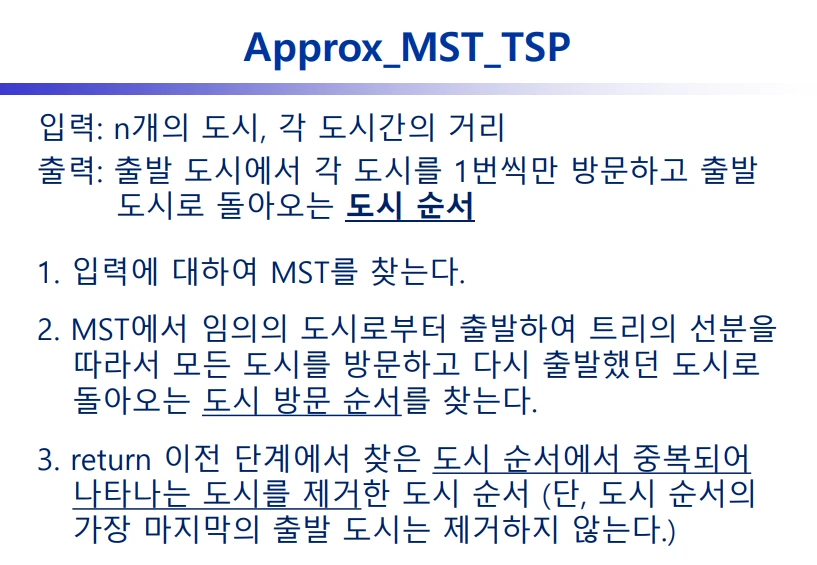 Approx_MST_TSP
입력: n개의 도시, 각 도시간의 거리
출력: 출발 도시에서 각 도시를 1번씩만 방문하고 출발
도시로 돌아오는 도시 순서
1. 입력에 대하여 MST를 찾는다.
2. MST에서 임의의 도시로부터 출발하여 트리의 선분을
따라서 모든 도시를 방문하고 다시 출발했던 도시로
돌아오는 도시 방문 순서를 찾는다.
3. return 이전 단계에서 찾은 도시 순서에서 중복되어
나타나는 도시를 제거한 도시 순서 (단, 도시 순서의
가장 마지막의 출발 도시는 제거하지 않는다.)